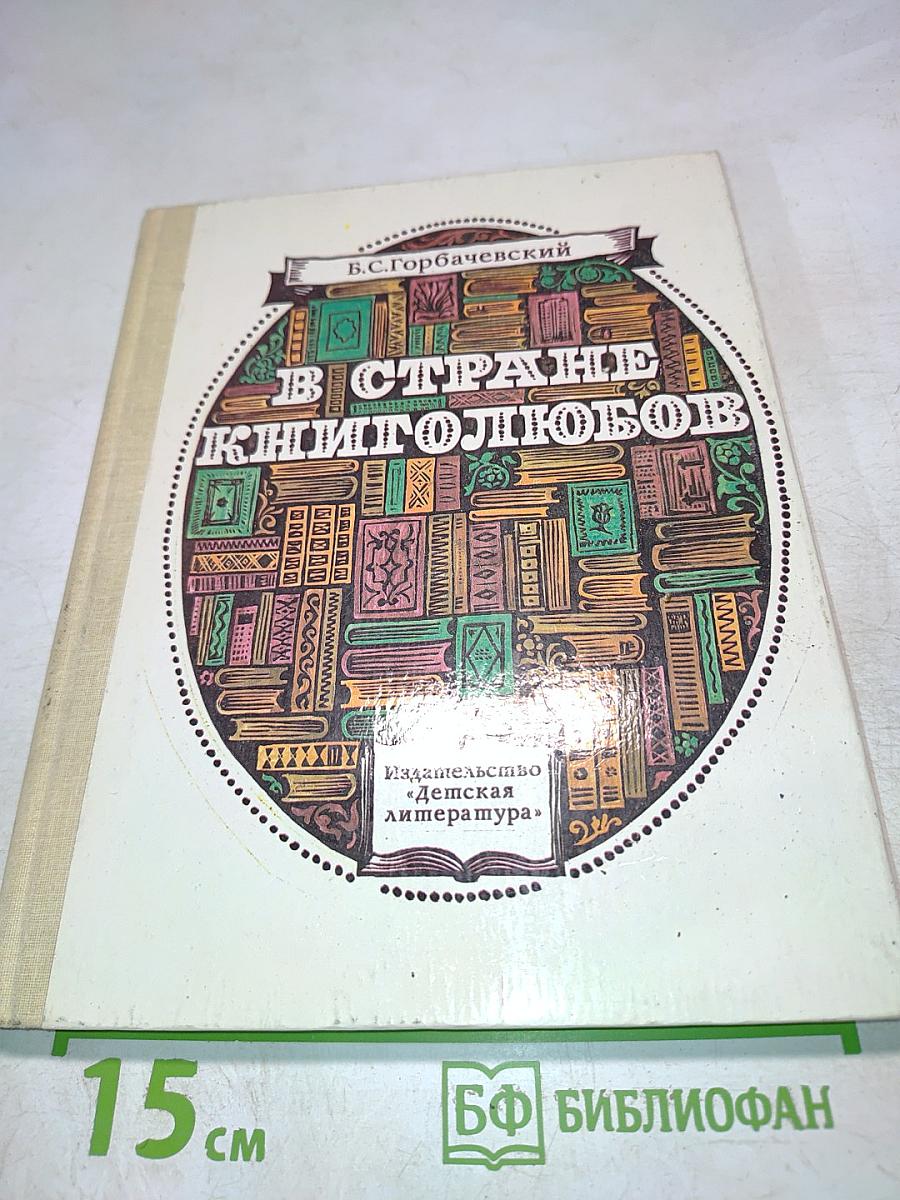 Б.С.Горбачевский
В СТРАНЕ
КНИГОЛЮБОВ
Издательство
«Детская
литература»
15 см
БФ БИБЛИОФАН